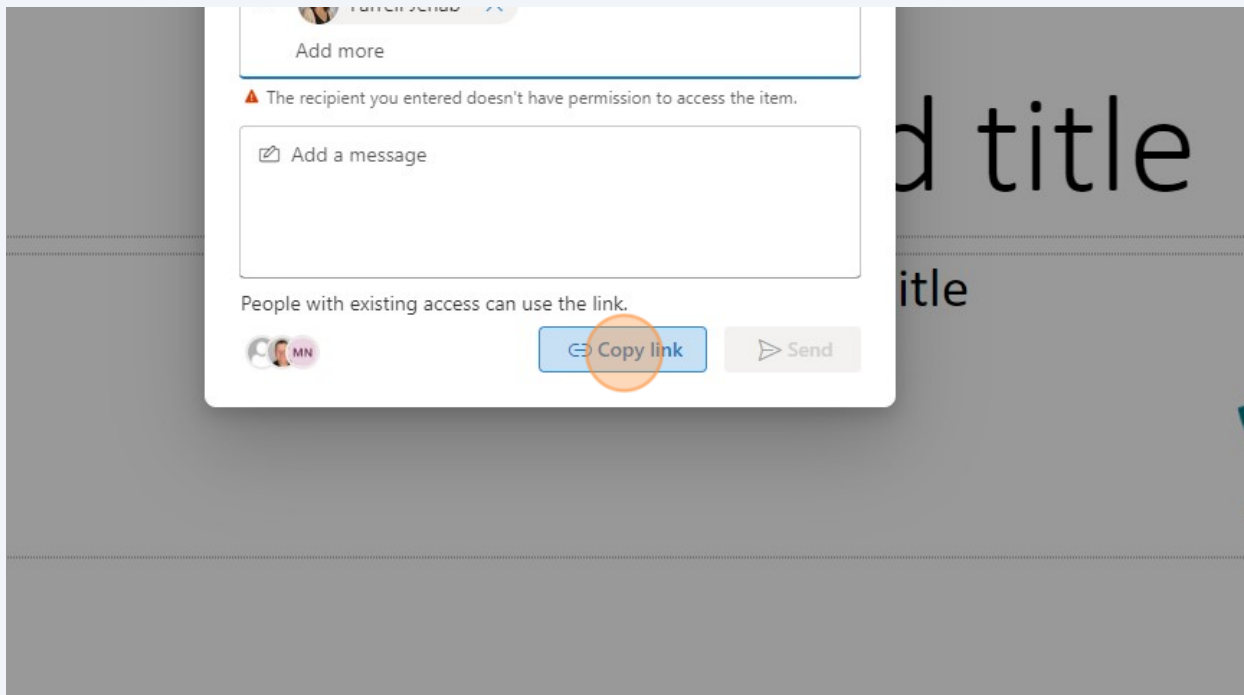 Add more
The recipient you entered doesn't have permission to access the item.
d title
Add a message
itle
People with existing access can use the link.
MN
Copy link
Send